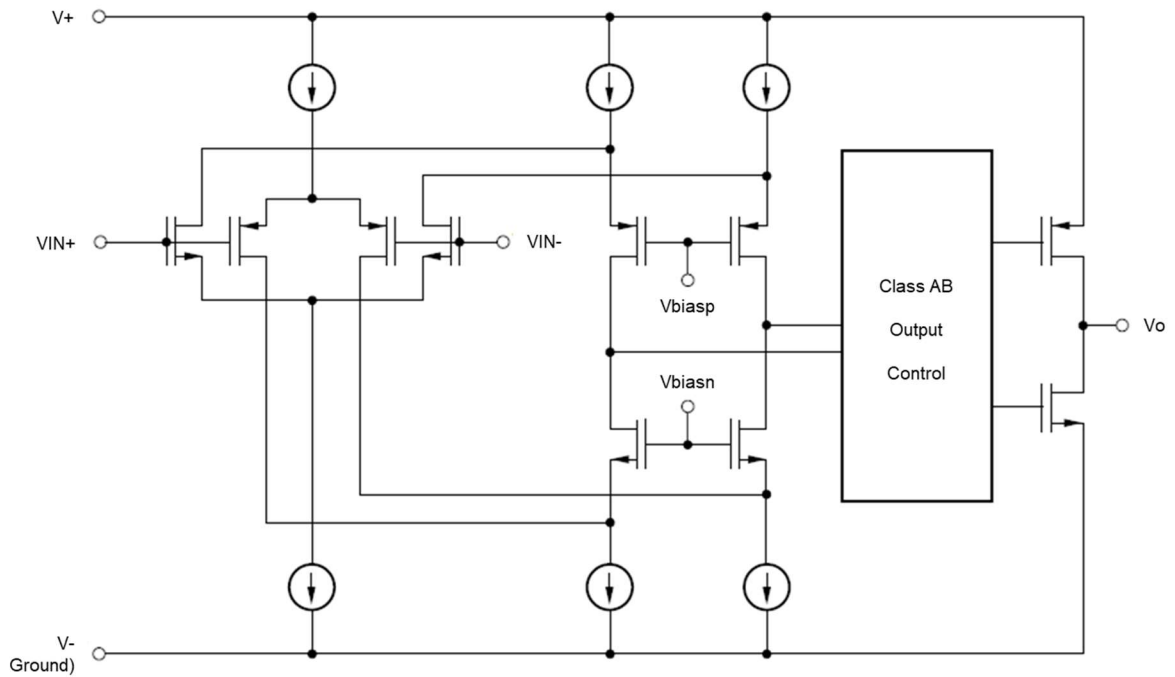 V+
VIN+
VIN-
Vbiasp
Vbiasn
Class AB
Output
Control
Vo
V-
Ground)